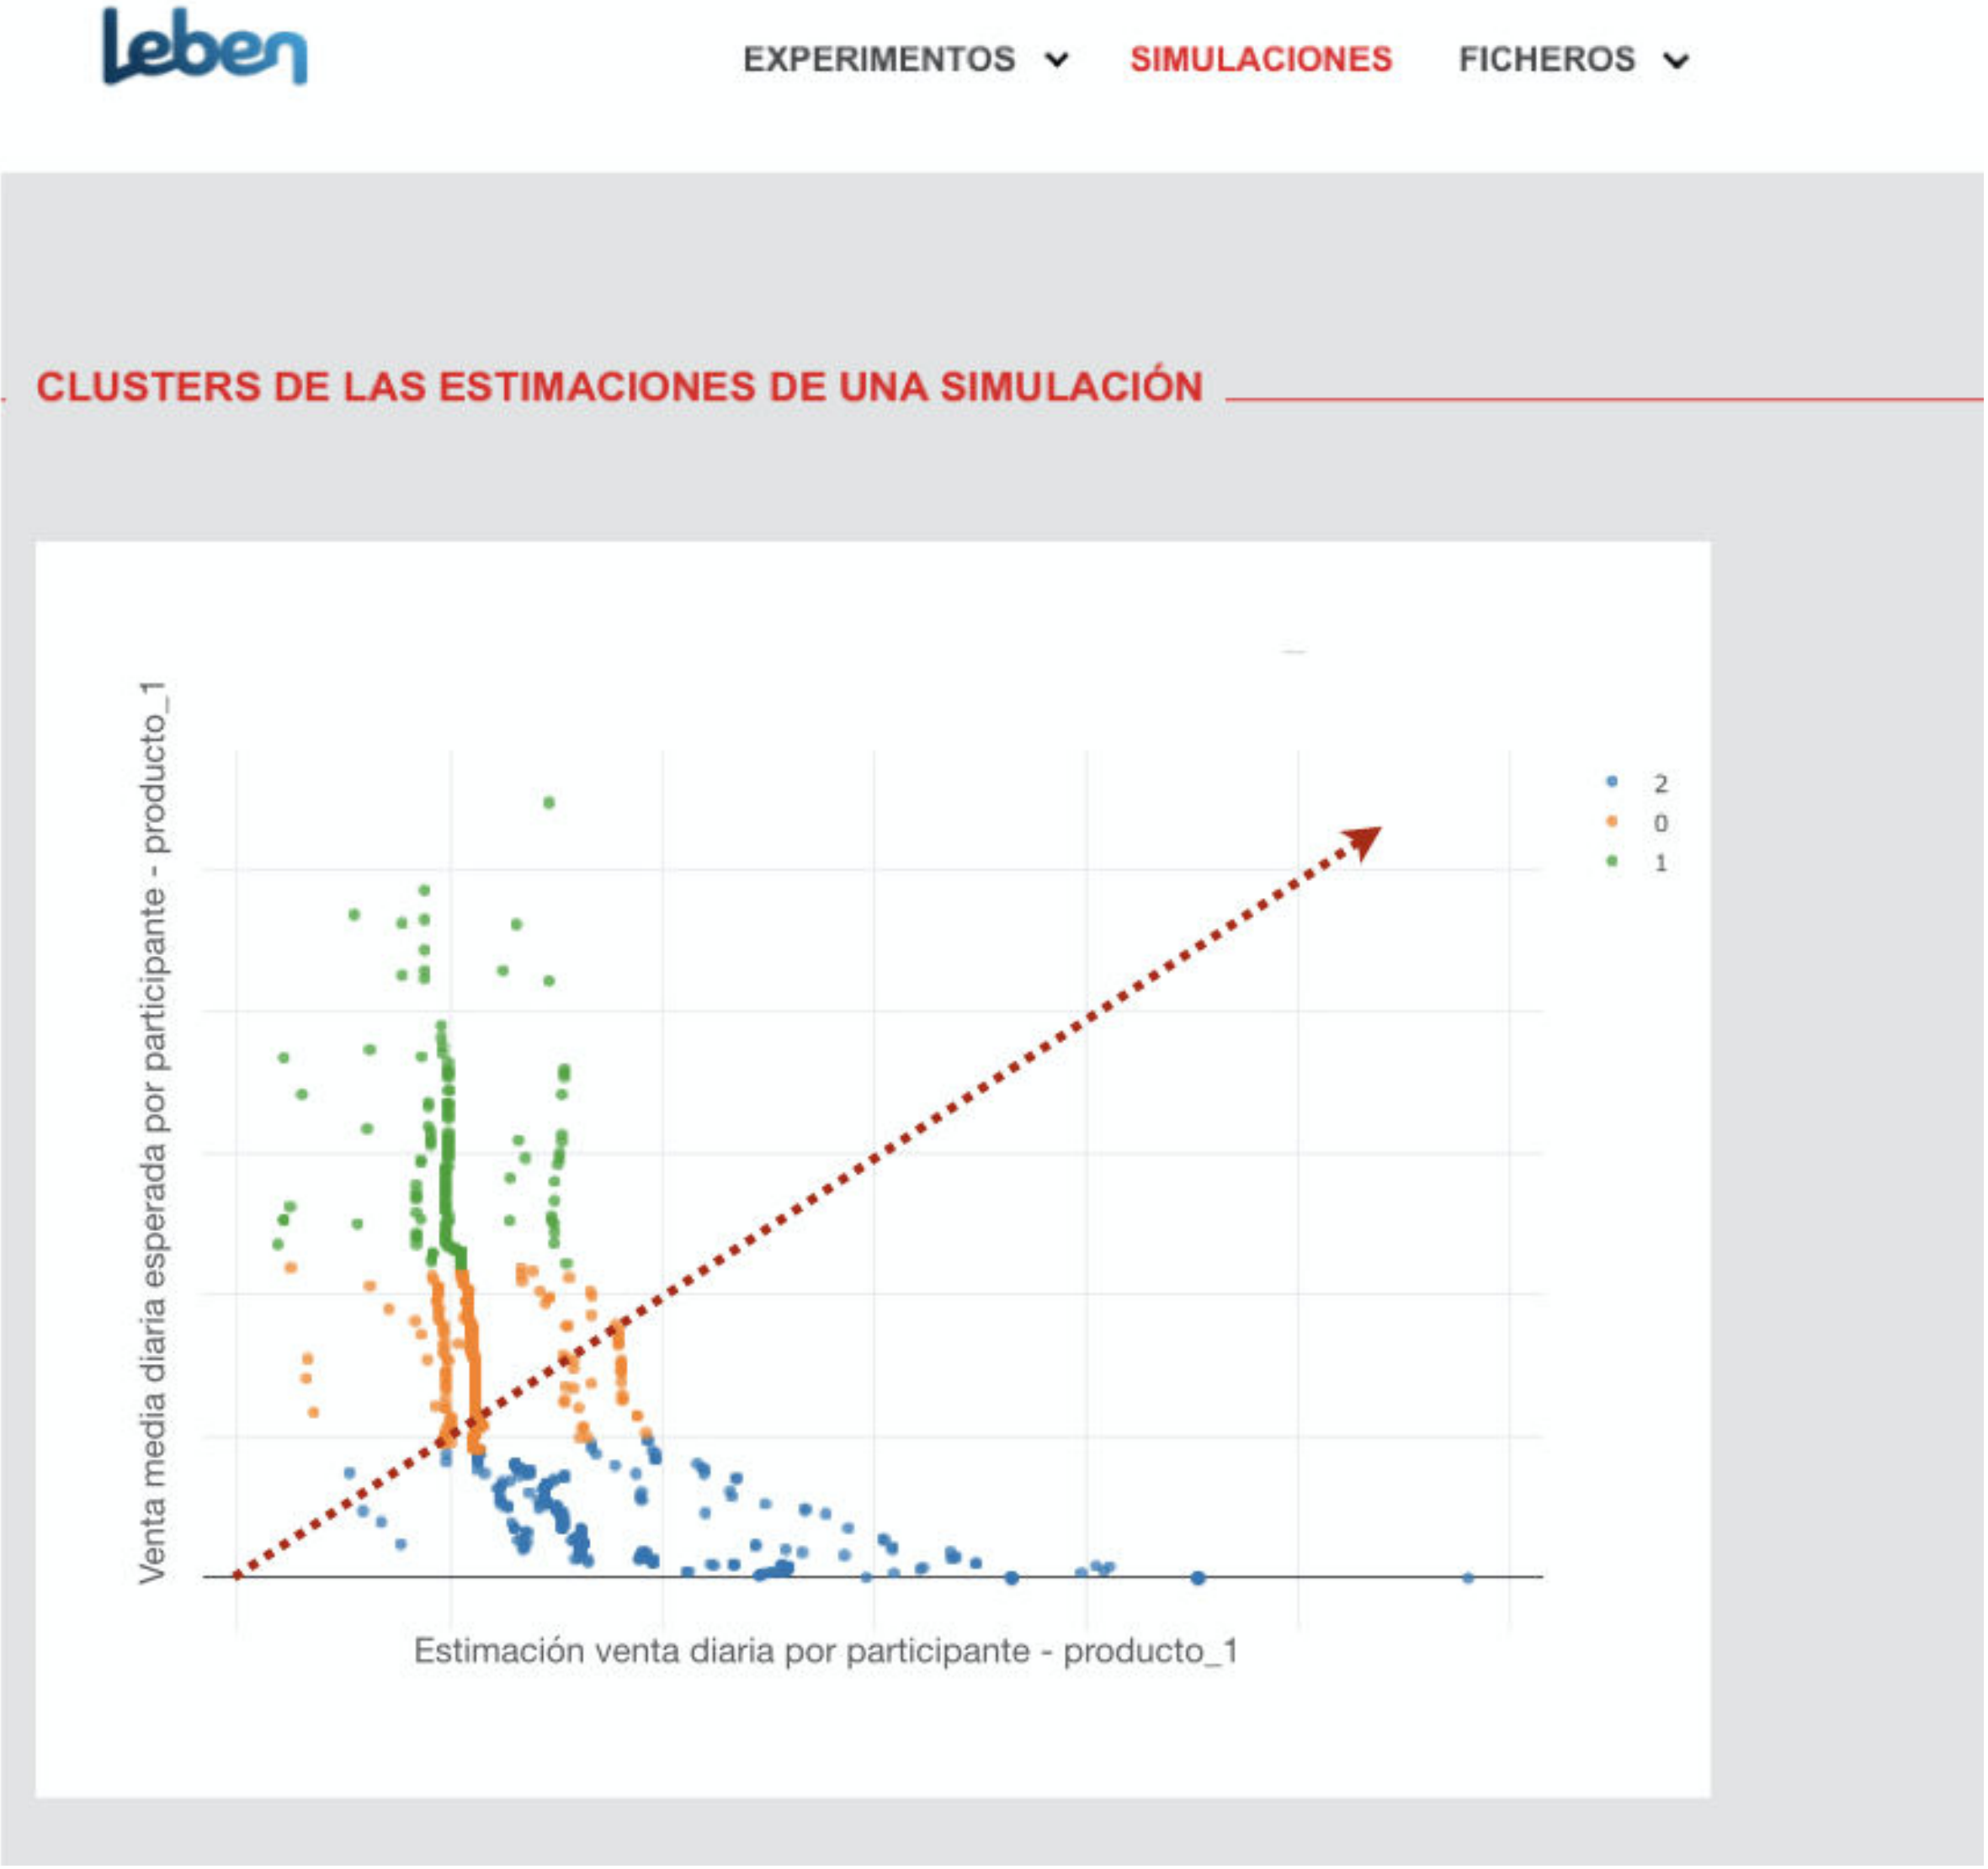 Leben
EXPERIMENTOS SIMULACIONES FICHEROS
CLUSTERS DE LAS ESTIMACIONES DE UNA SIMULACIÓN
Venta media diaria esperada por participante - producto_1
2
0
1
Estimación venta diaria por participante - producto_1